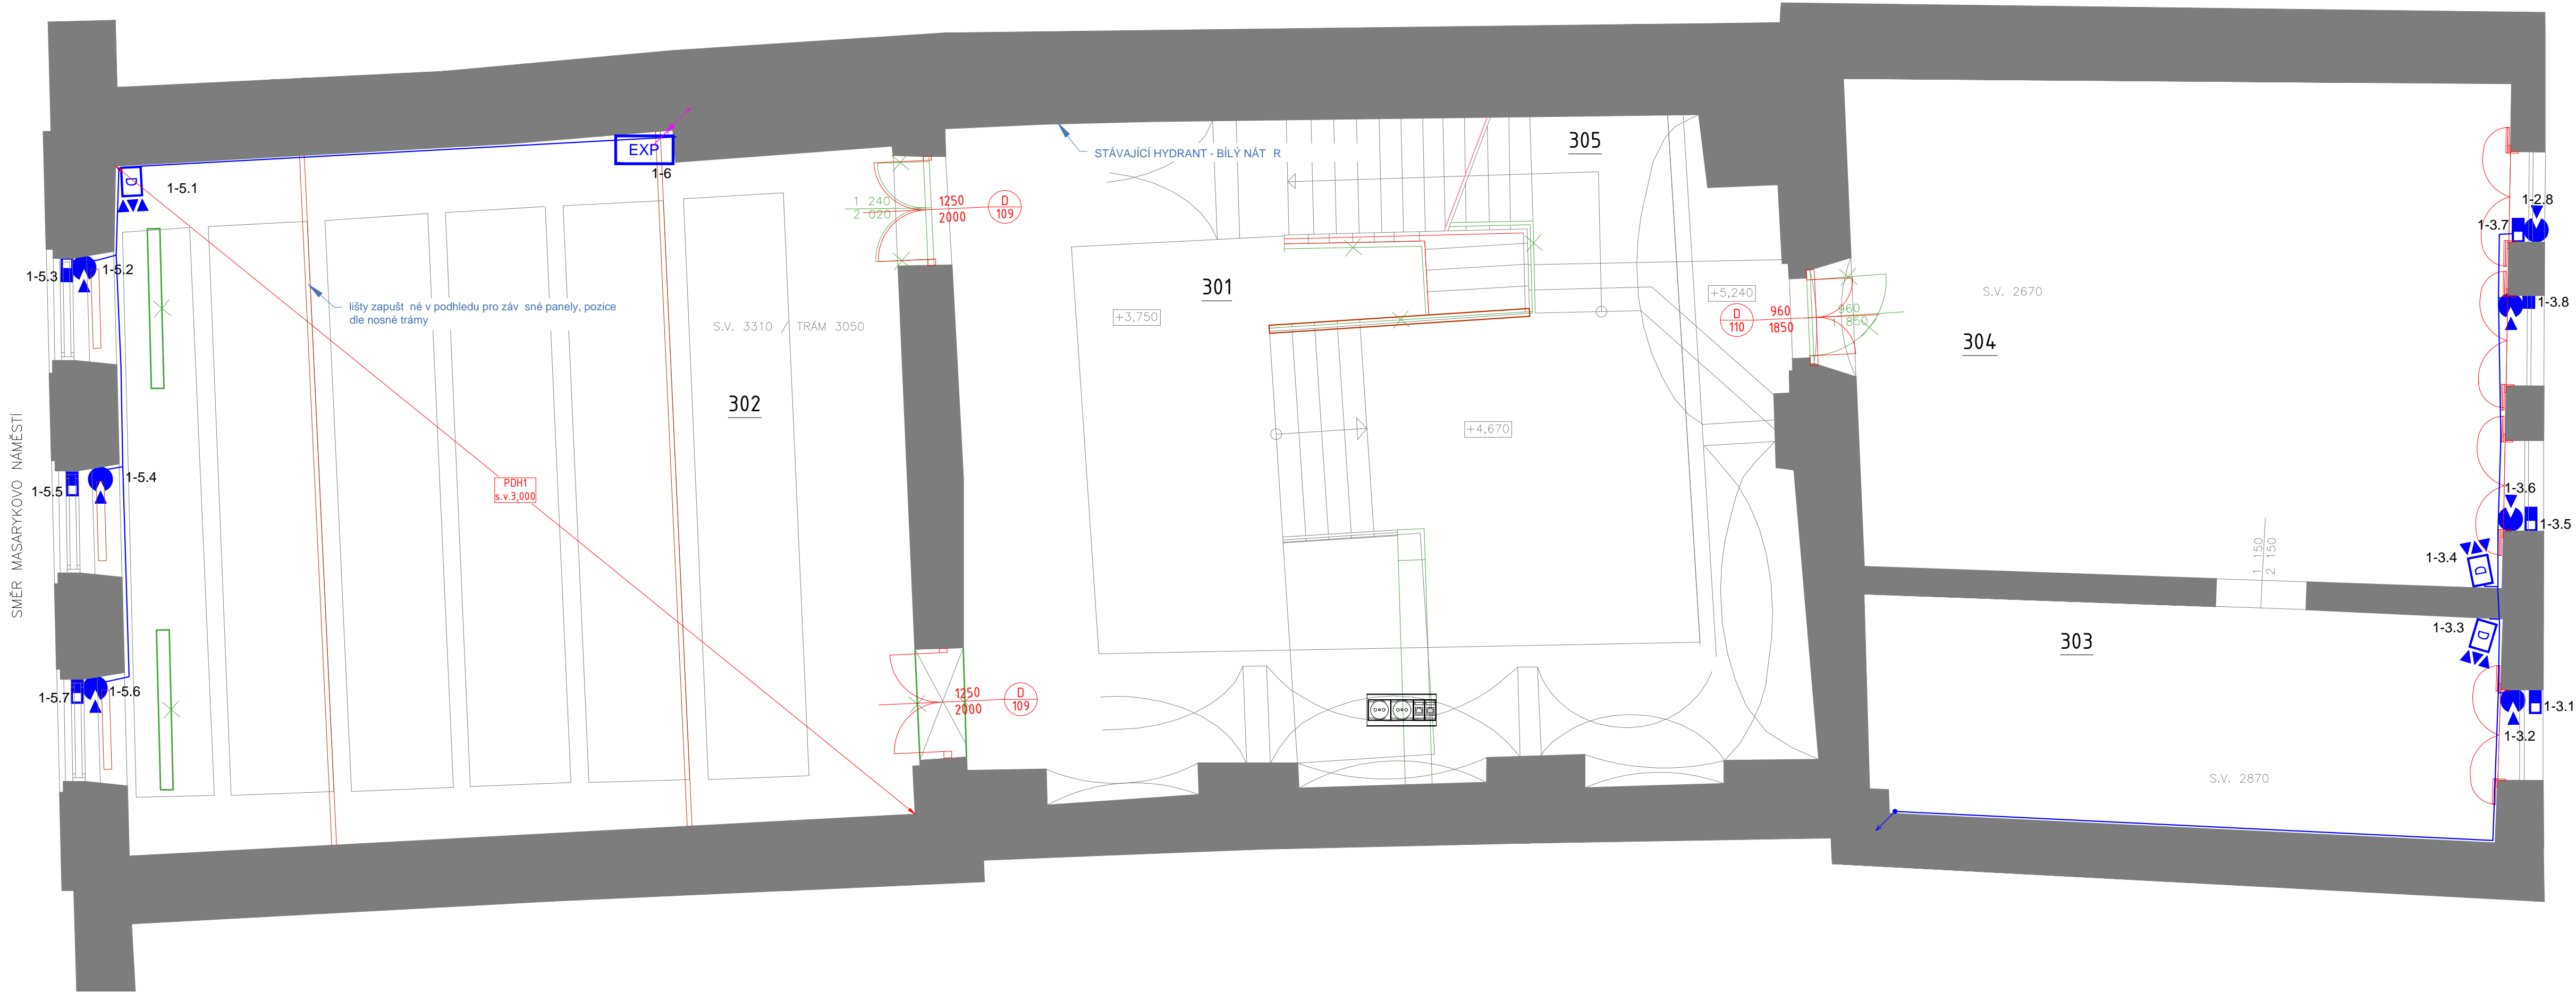 SMĚR MASARYKOVO NÁMĚSTÍ
EXP
1-6
D
1-5.1
1-5.2
1-5.3
1-5.4
1-5.5
1-5.6
1-5.7
lišty zapušt né v podhledu pro záv sné panely, pozice
dle nosné trámy
S.V. 3310 / TRÁM 3050
302
PDH1
s.v.3,000
1 240
2 020
1250
2000
D
109
1250
2000
D
109
STÁVAJÍCÍ HYDRANT - BÍLÝ NÁT R
305
301
+3,750
+4,670
+5,240
D
110
960
1850
960
1 850
S.V. 2670
304
1-2.8
1-3.7
1-3.8
1-3.6
1-3.5
1-3.4
D
1 150
2 150
1-3.3
D
303
1-3.1
1-3.2
S.V. 2870